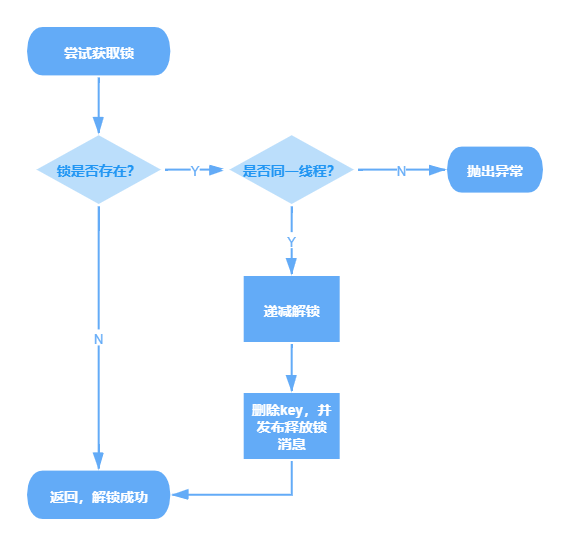 尝试获取锁
锁是否存在?
Y
是否同一线程?
N
抛出异常
Y
递减解锁
N
删除key，并
发布释放锁
消息
返回，解锁成功